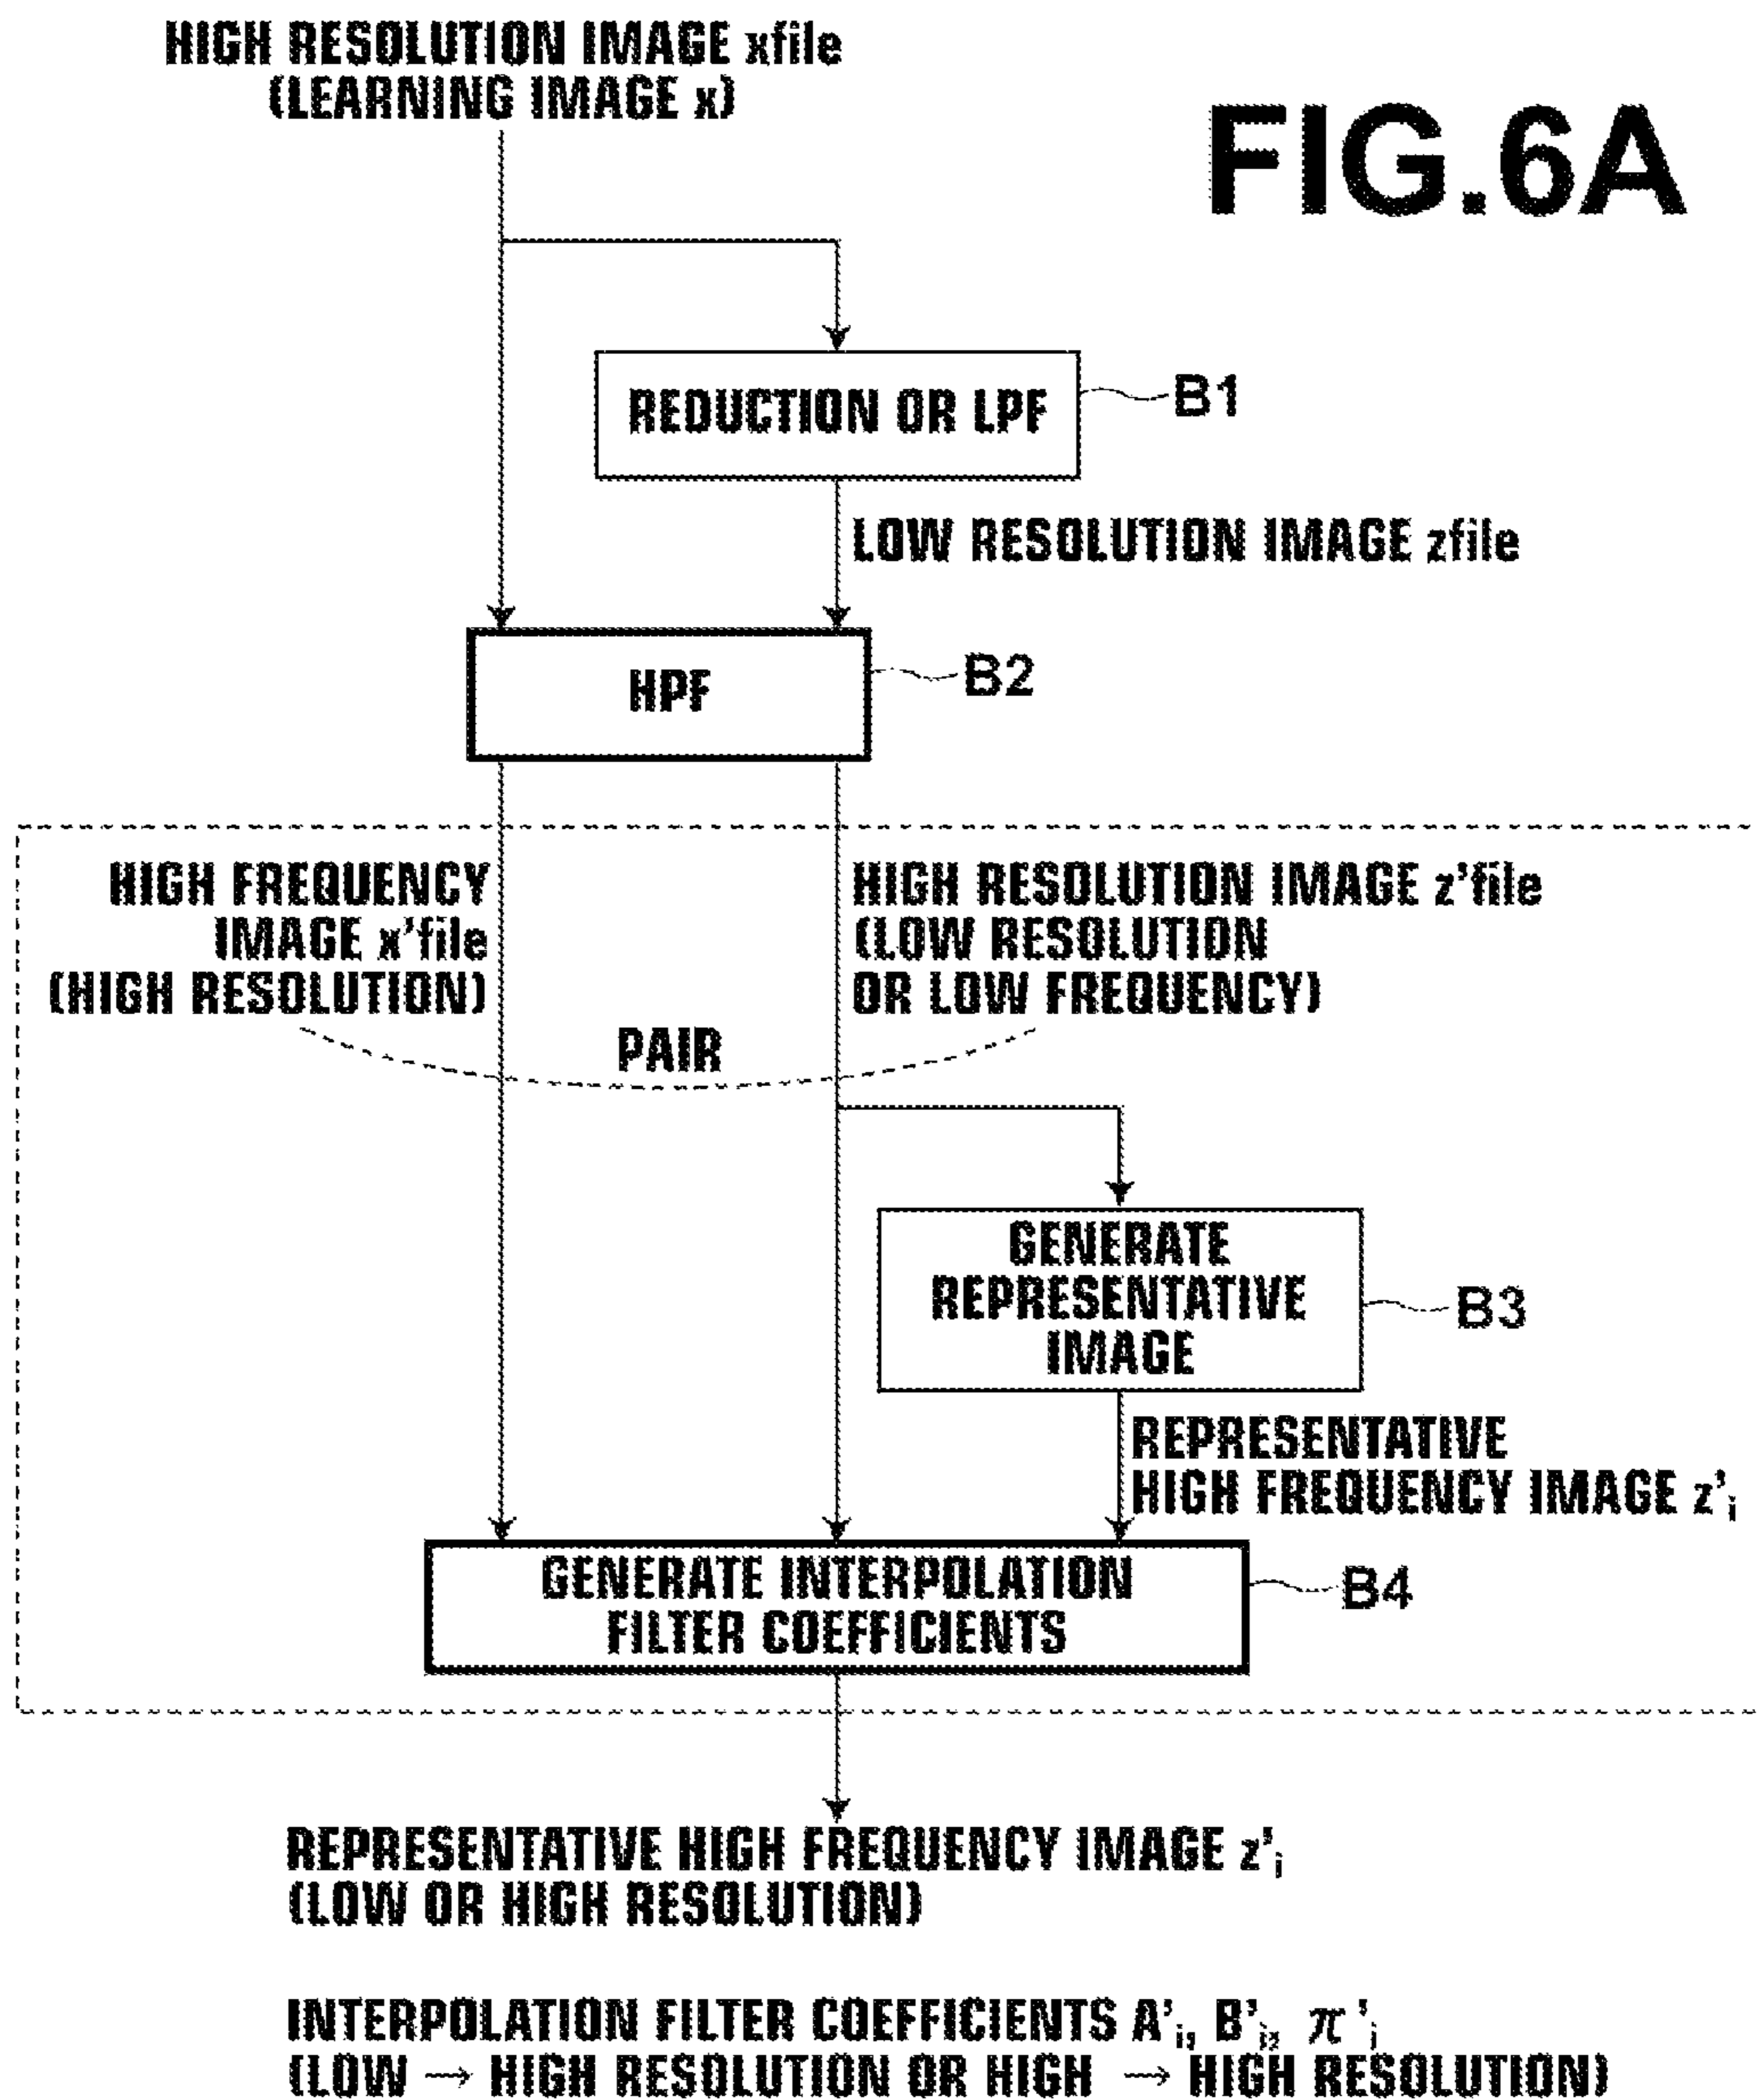 HIGH RESOLUTION IMAGE xfile
(LEARNING IMAGE x)
FIG.6A
REDUCTION OR LPF
B1
LOW RESOLUTION IMAGE zfile
HPF
B2
HIGH FREQUENCY
IMAGE x'file
(HIGH RESOLUTION)
HIGH RESOLUTION IMAGE z'file
(LOW RESOLUTION
OR LOW FREQUENCY)
PAIR
GENERATE
REPRESENTATIVE
IMAGE
B3
REPRESENTATIVE
HIGH FREQUENCY IMAGE z'i
GENERATE INTERPOLATION
FILTER COEFFICIENTS
B4
REPRESENTATIVE HIGH FREQUENCY IMAGE z'i
(LOW OR HIGH RESOLUTION)
INTERPOLATION FILTER COEFFICIENTS A'i, B'i, π'i
(LOW → HIGH RESOLUTION OR HIGH → HIGH RESOLUTION)